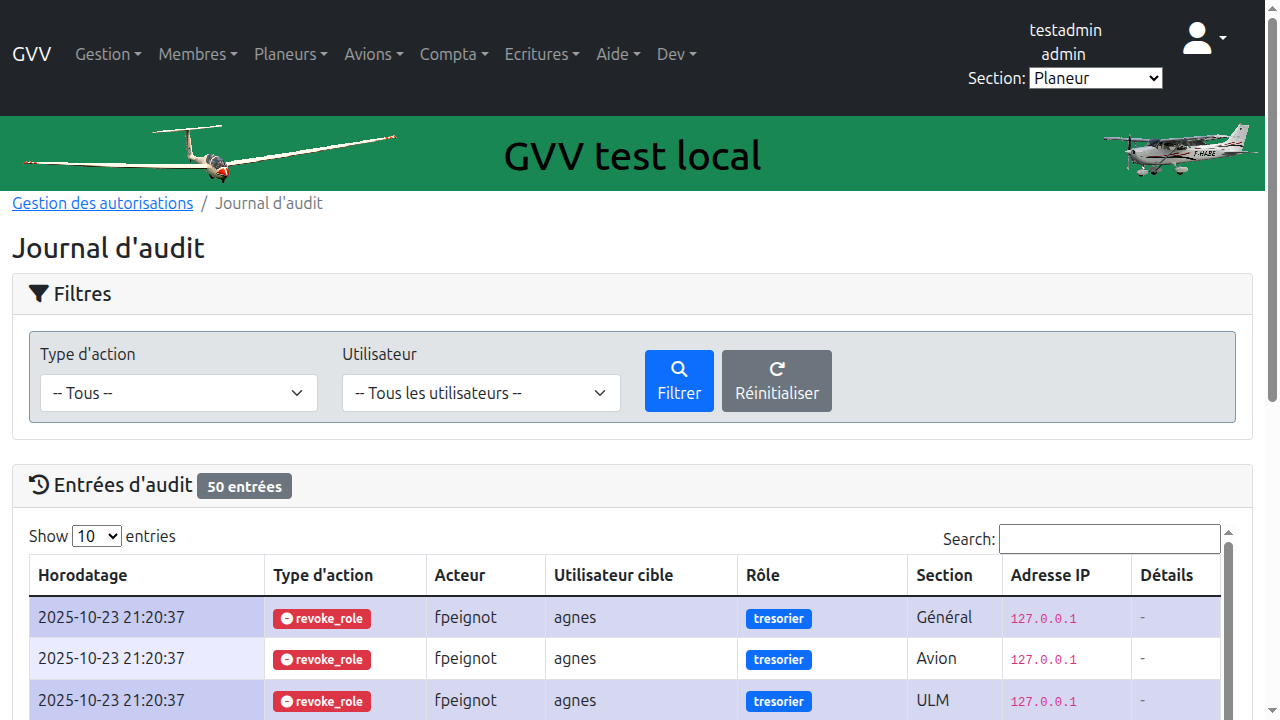 GVV Gestion Membres Planeurs Avions Compta Ecritures Aide Dev
testadmin
admin
Section: Planeur
GVV test local
F-HABE
Gestion des autorisations / Journal d'audit
Journal d'audit
Filtres
Type d'action Utilisateur
-- Tous -- -- Tous les utilisateurs --
Filtrer Réinitialiser
Entrées d'audit 50 entrées
Show 10 entries Search:
Horodatage Type d'action Acteur Utilisateur cible Rôle Section Adresse IP Détails
2025-10-23 21:20:37 revoke_role fpeignot agnes tresorier Général 127.0.0.1 -
2025-10-23 21:20:37 revoke_role fpeignot agnes tresorier Avion 127.0.0.1 -
2025-10-23 21:20:37 revoke_role fpeignot agnes tresorier ULM 127.0.0.1 -